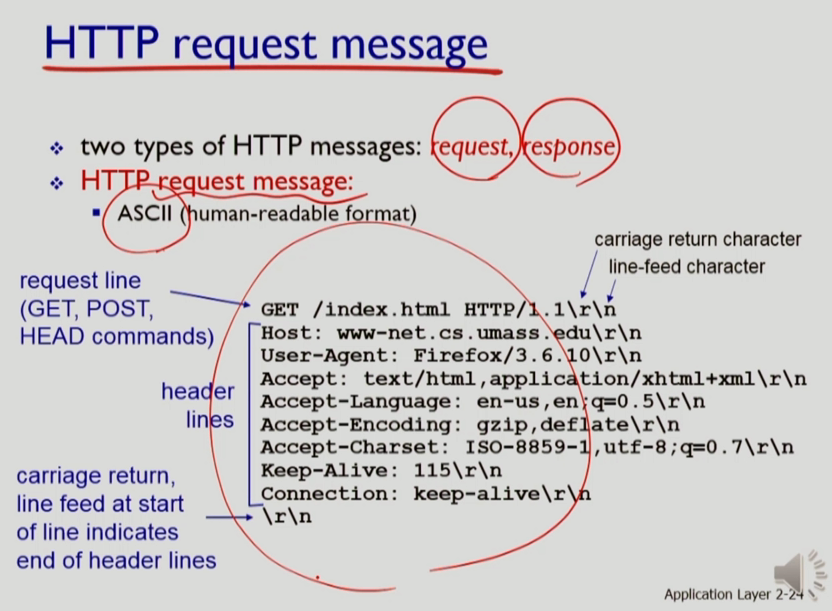 HTTP request message
❖ two types of HTTP messages: request, response
❖ HTTP request message:
▪ ASCII (human-readable format)
carriage return character
line-feed character
request line
(GET, POST,
HEAD commands)
GET /index.html HTTP/1.1\r\n
Host: www-net.cs.umass.edu\r\n
User-Agent: Firefox/3.6.10\r\n
Accept: text/html,application/xhtml+xml\r\n
Accept-Language: en-us,en;q=0.5\r\n
Accept-Encoding: gzip,deflate\r\n
Accept-Charset: ISO-8859-1,utf-8;q=0.7\r\n
Keep-Alive: 115\r\n
Connection: keep-alive\r\n
\r\n
header
lines
carriage return,
line feed at start
of line indicates
end of header lines
Application Layer 2-24